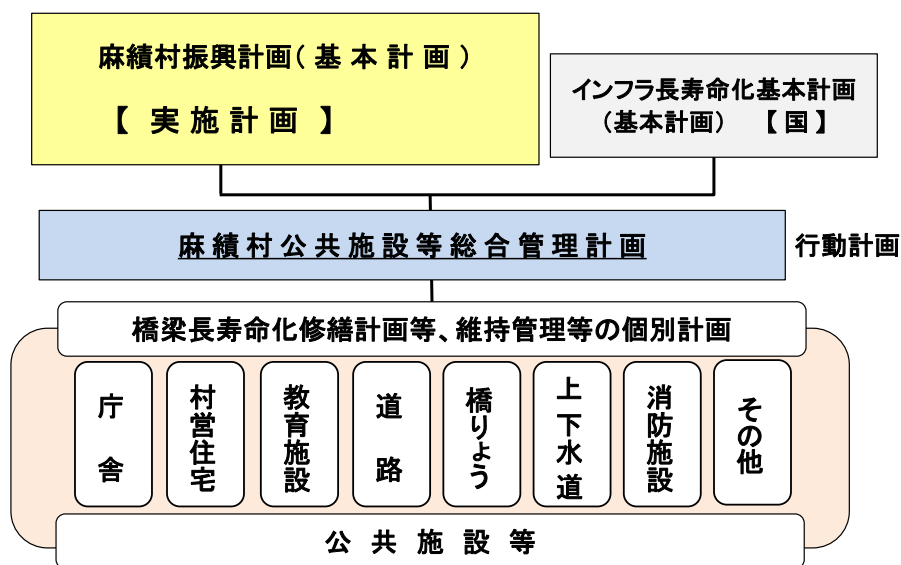 麻績村振興計画(基本計画)
【 実施計画 】
インフラ長寿命化基本計画
(基本計画) 【国】
麻績村公共施設等総合管理計画
行動計画
橋梁長寿命化修繕計画等、維持管理等の個別計画
庁舎
村営住宅
教育施設
道路
橋りょう
上下水道
消防施設
その他
公共施設等